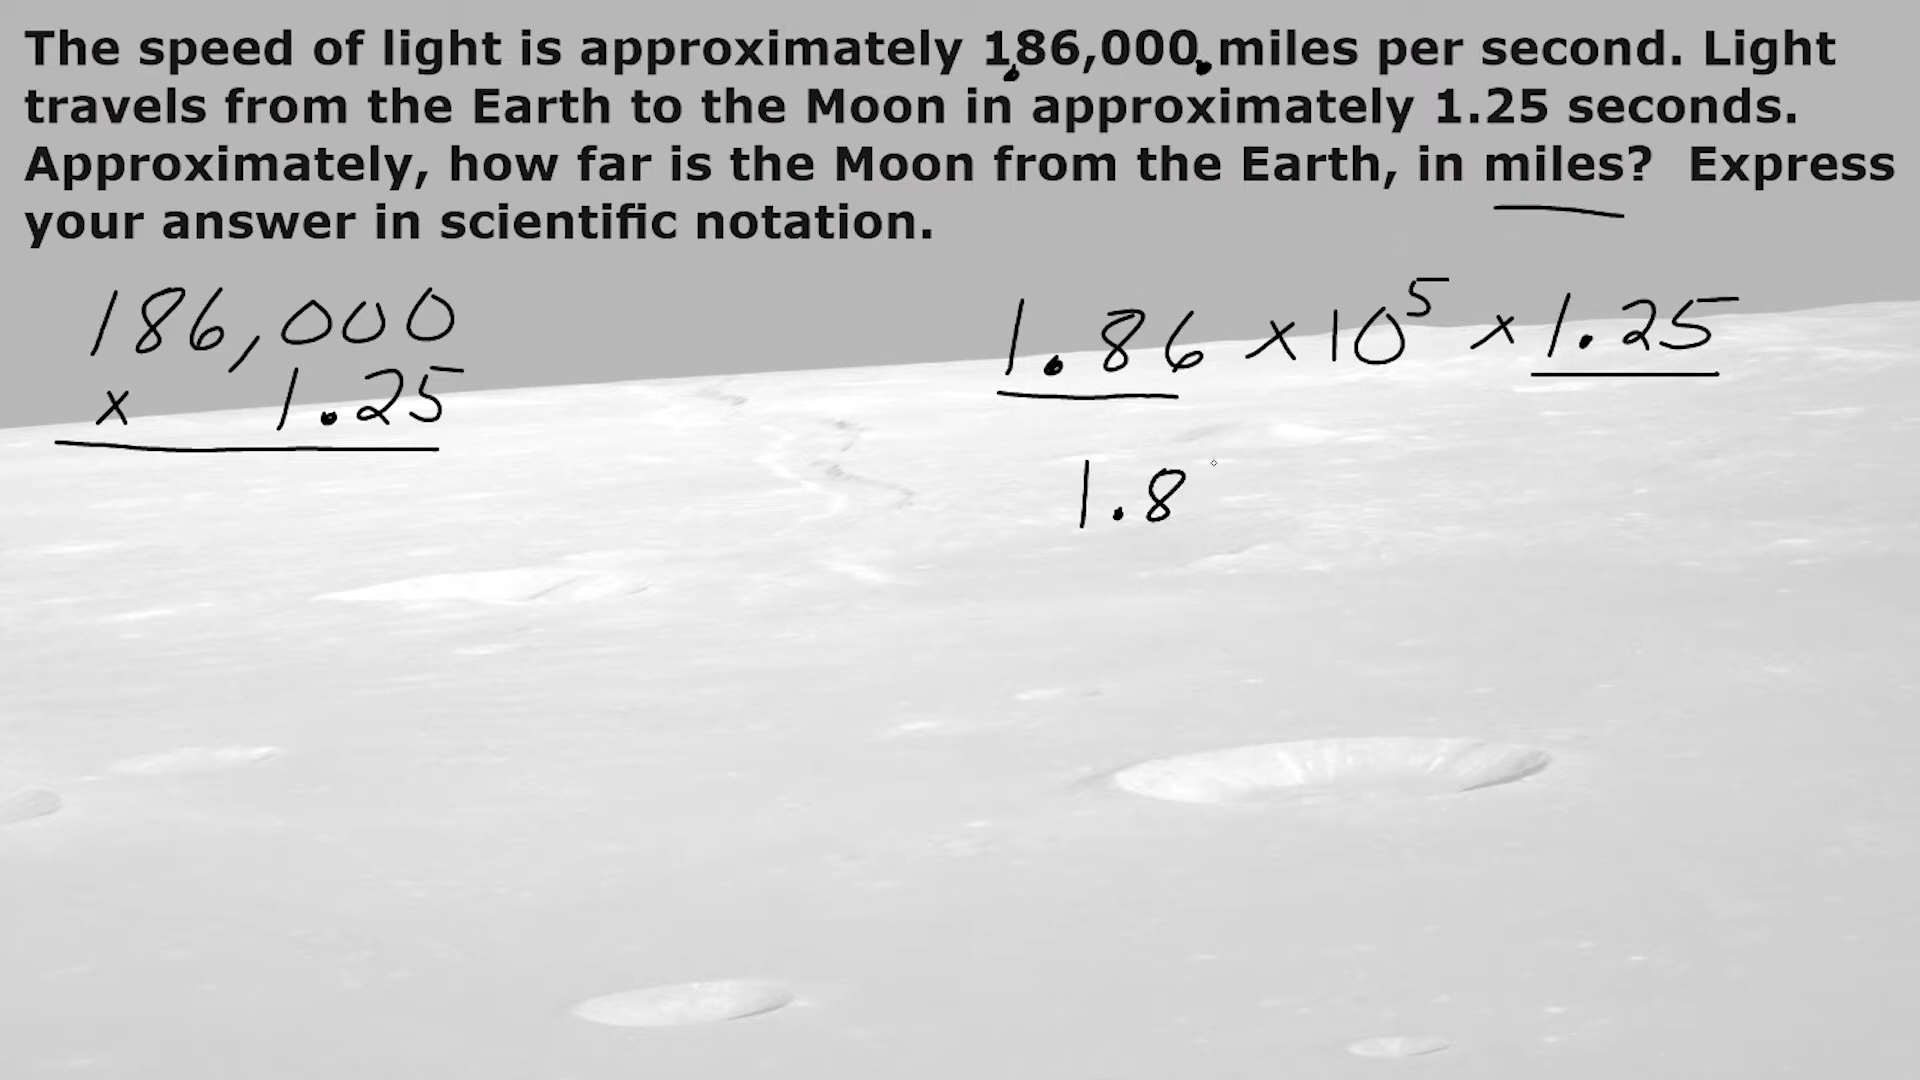 The speed of light is approximately 186,000 miles per second. Light
travels from the Earth to the Moon in approximately 1.25 seconds.
Approximately, how far is the Moon from the Earth, in miles? Express
your answer in scientific notation.
186,000
x 1.25
1.86 x 10⁵ x 1.25
1.8